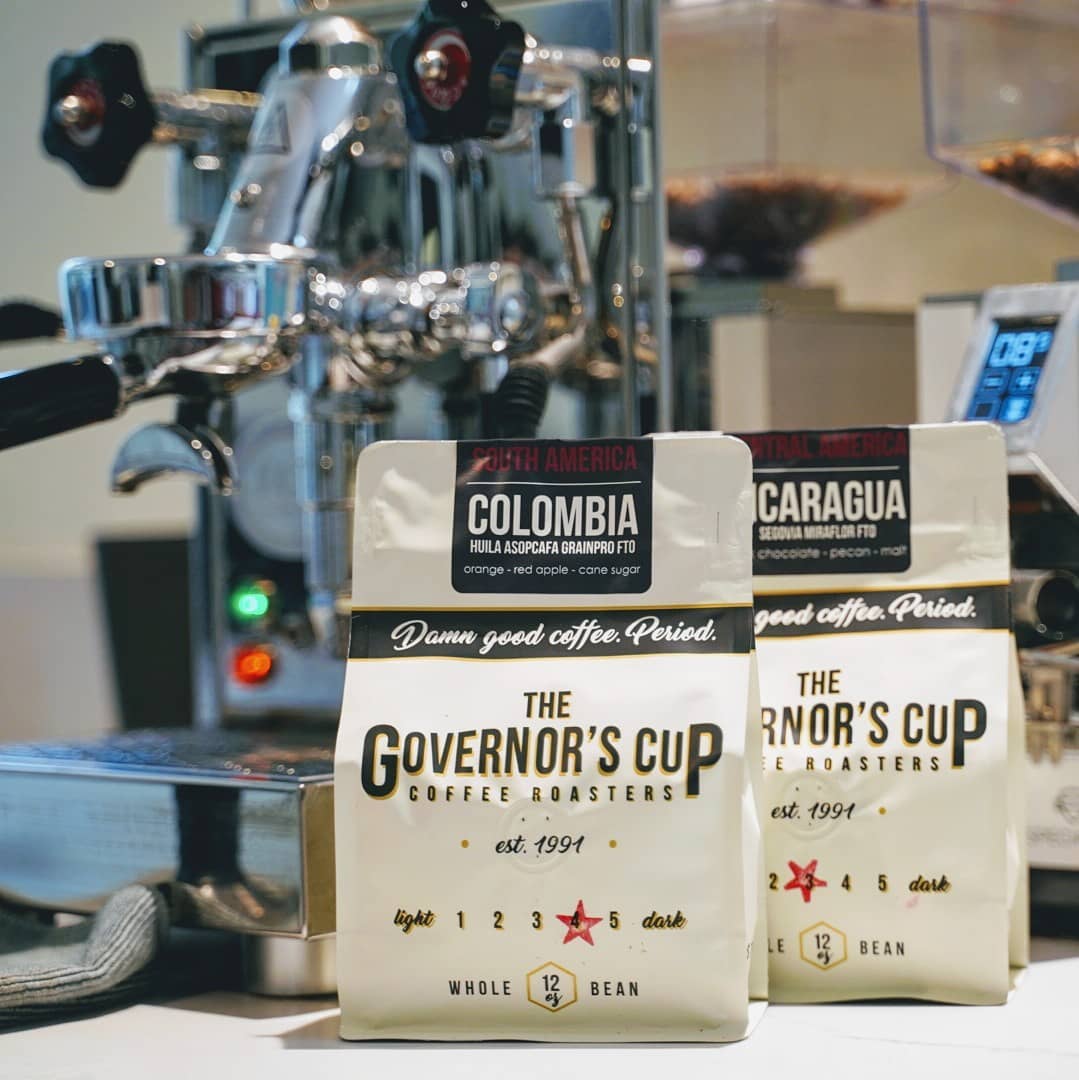 SOUTH AMERICA
COLOMBIA
HUILA ASOPCAFA GRAINPRO FTO
orange - red apple - cane sugar
Damn good coffee. Period.
THE
GOVERNOR'S CUP
COFFEE ROASTERS
est. 1991
light 1 2 3 4 5 dark
WHOLE 12 oz BEAN
NTRAL AMERICA
ICARAGUA
SEGOVIA MIRAFLOR FTO
chocolate - pecan - malt
good coffee. Period.
THE
RNOR'S CUP
EE ROASTERS
est. 1991
2 3 4 5 dark
LE 12 oz BEAN
08